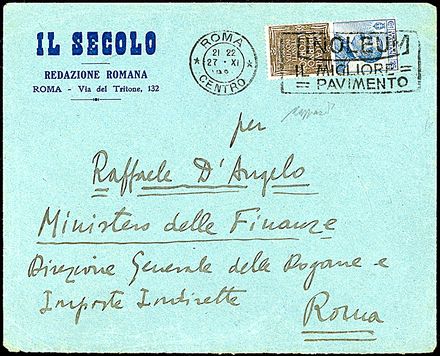 IL SECOLO
REDAZIONE ROMANA
ROMA - Via del Tritone, 132
ROMA
21 22
27 · XI
CENTRO
LINOLEUM
IL MIGLIORE
PAVIMENTO
per
Raffaele D'Angelo
Ministero delle Finanze
Direzione Generale delle Dogane e
Imposte Indirette
Roma